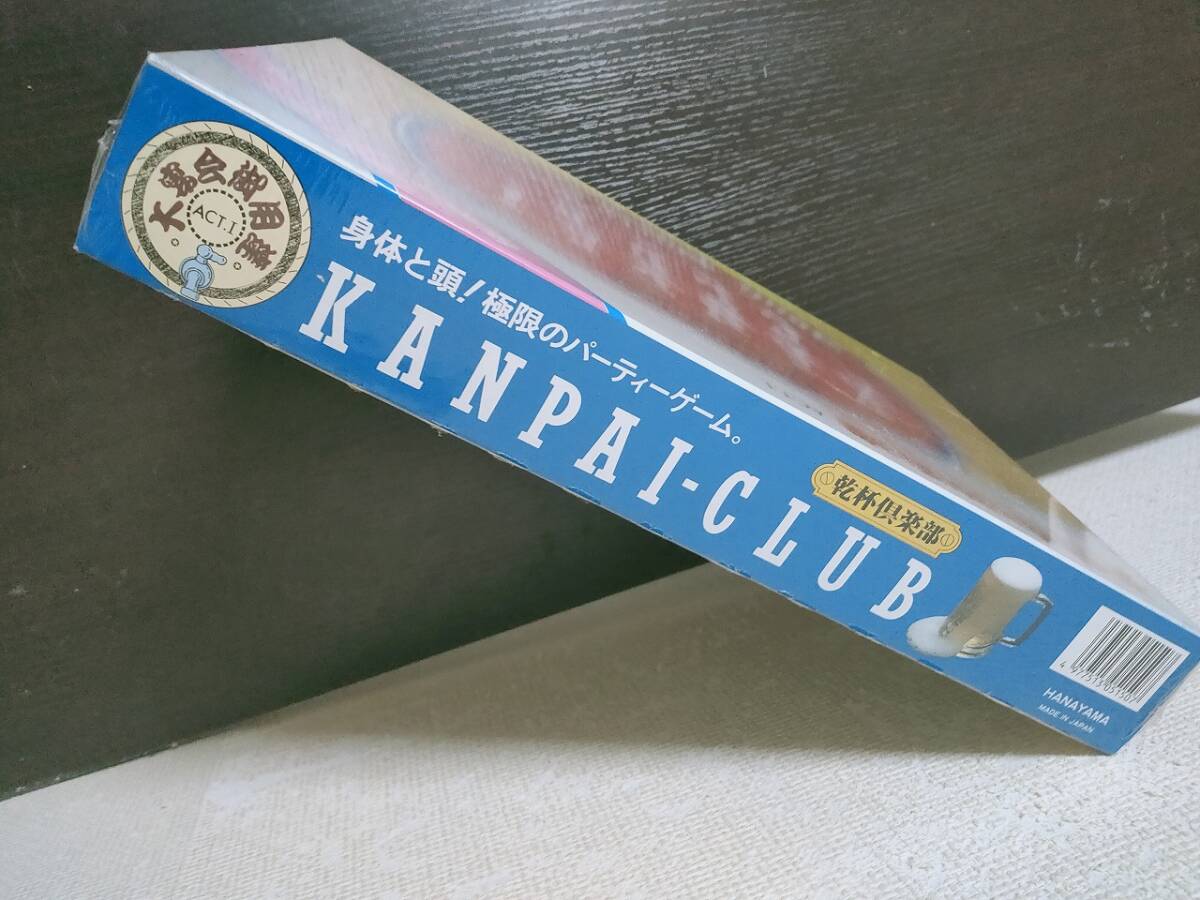 大宴会御用達
ACT.I
身体と頭!極限のパーティーゲーム。
KANPAI-CLUB
乾杯倶楽部
HANAYAMA
MADE IN JAPAN